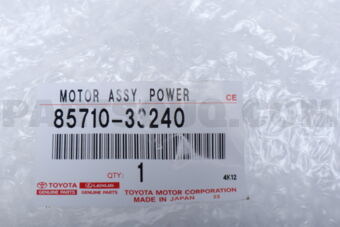 MOTOR ASSY, POWER
CE
85710-33240
QTY: 1
4K12
TOYOTA GENUINE PARTS
LEXUS GENUINE PARTS
TOYOTA MOTOR CORPORATION
MADE IN JAPAN